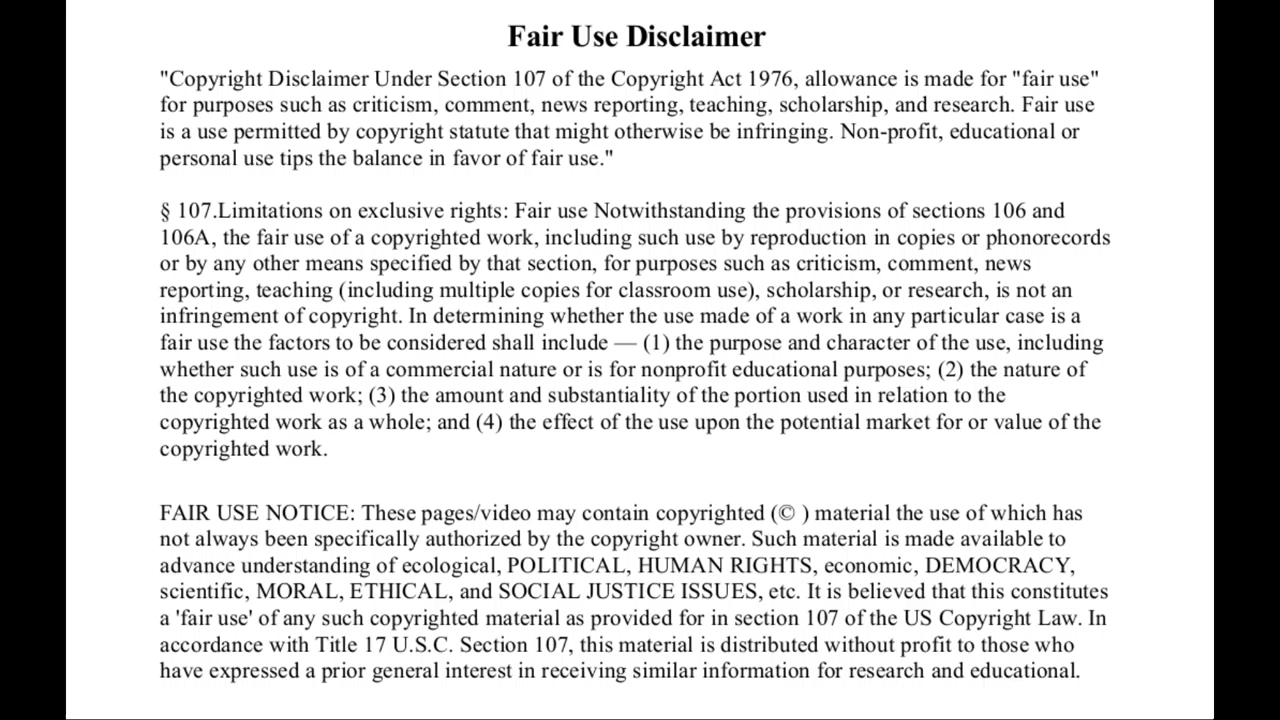 Fair Use Disclaimer
"Copyright Disclaimer Under Section 107 of the Copyright Act 1976, allowance is made for "fair use"
for purposes such as criticism, comment, news reporting, teaching, scholarship, and research. Fair use
is a use permitted by copyright statute that might otherwise be infringing. Non-profit, educational or
personal use tips the balance in favor of fair use."
§ 107.Limitations on exclusive rights: Fair use Notwithstanding the provisions of sections 106 and
106A, the fair use of a copyrighted work, including such use by reproduction in copies or phonorecords
or by any other means specified by that section, for purposes such as criticism, comment, news
reporting, teaching (including multiple copies for classroom use), scholarship, or research, is not an
infringement of copyright. In determining whether the use made of a work in any particular case is a
fair use the factors to be considered shall include — (1) the purpose and character of the use, including
whether such use is of a commercial nature or is for nonprofit educational purposes; (2) the nature of
the copyrighted work; (3) the amount and substantiality of the portion used in relation to the
copyrighted work as a whole; and (4) the effect of the use upon the potential market for or value of the
copyrighted work.
FAIR USE NOTICE: These pages/video may contain copyrighted (© ) material the use of which has
not always been specifically authorized by the copyright owner. Such material is made available to
advance understanding of ecological, POLITICAL, HUMAN RIGHTS, economic, DEMOCRACY,
scientific, MORAL, ETHICAL, and SOCIAL JUSTICE ISSUES, etc. It is believed that this constitutes
a 'fair use' of any such copyrighted material as provided for in section 107 of the US Copyright Law. In
accordance with Title 17 U.S.C. Section 107, this material is distributed without profit to those who
have expressed a prior general interest in receiving similar information for research and educational.